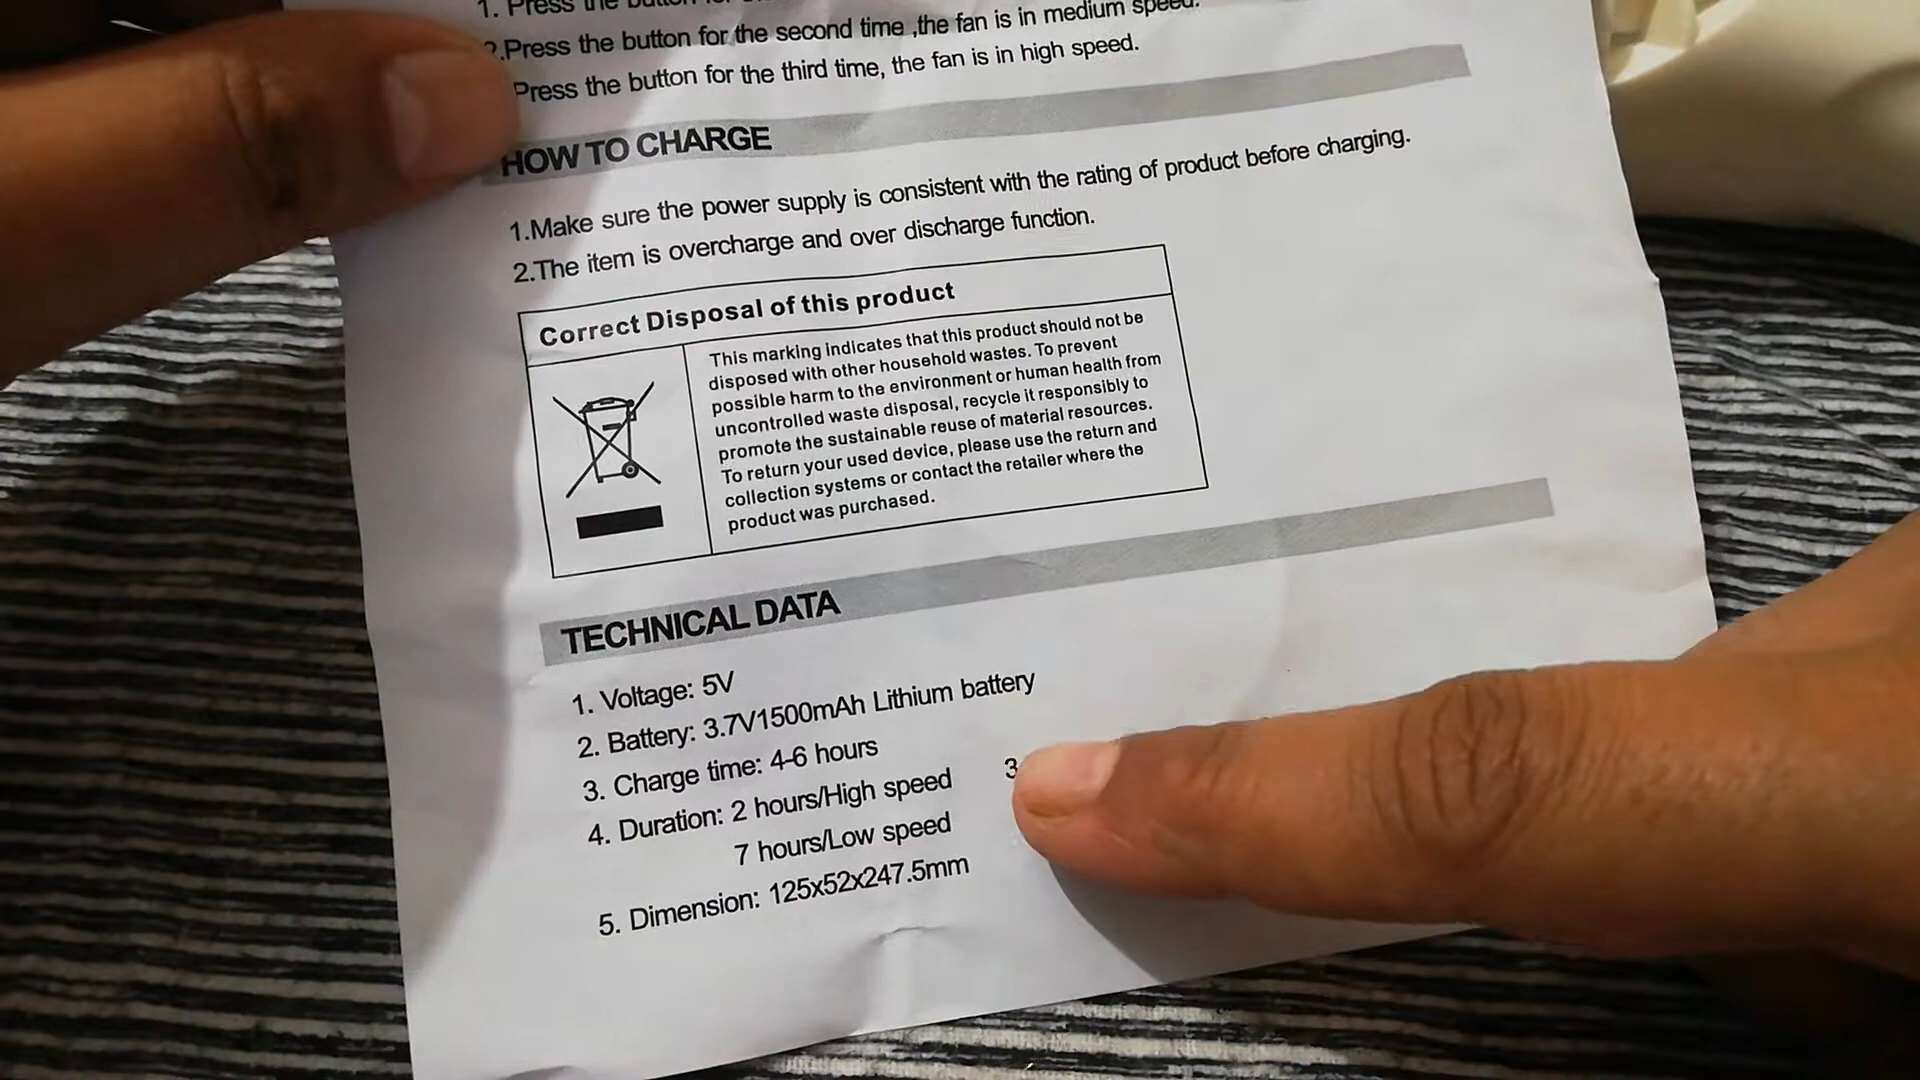 1. Press the button for
2.Press the button for the second time ,the fan is in medium speed.
Press the button for the third time, the fan is in high speed.
HOW TO CHARGE
1.Make sure the power supply is consistent with the rating of product before charging.
2.The item is overcharge and over discharge function.
Correct Disposal of this product
This marking indicates that this product should not be
disposed with other household wastes. To prevent
possible harm to the environment or human health from
uncontrolled waste disposal, recycle it responsibly to
promote the sustainable reuse of material resources.
To return your used device, please use the return and
collection systems or contact the retailer where the
product was purchased.
TECHNICAL DATA
1. Voltage: 5V
2. Battery: 3.7V1500mAh Lithium battery
3. Charge time: 4-6 hours
4. Duration: 2 hours/High speed 3
7 hours/Low speed
5. Dimension: 125x52x247.5mm